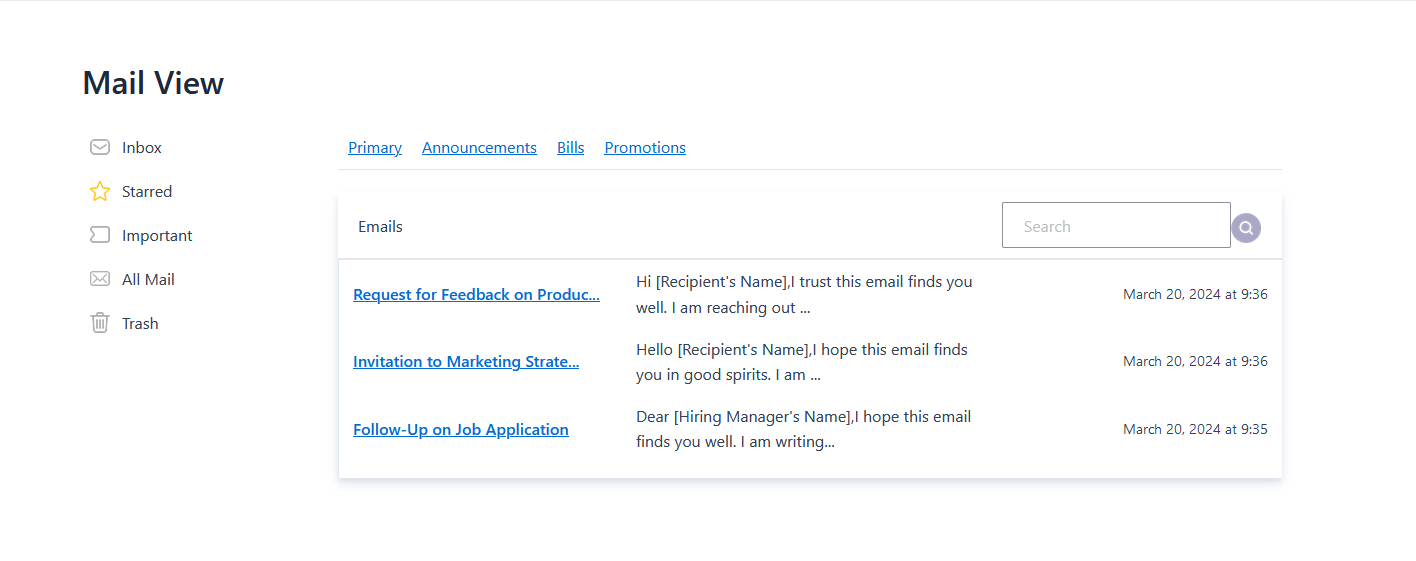 Mail View
Inbox
Starred
Important
All Mail
Trash
Primary Announcements Bills Promotions
Emails Search
Request for Feedback on Produc... Hi [Recipient's Name],I trust this email finds you
well. I am reaching out ... March 20, 2024 at 9:36
Invitation to Marketing Strate... Hello [Recipient's Name],I hope this email finds
you in good spirits. I am ... March 20, 2024 at 9:36
Follow-Up on Job Application Dear [Hiring Manager's Name],I hope this email
finds you well. I am writing... March 20, 2024 at 9:35